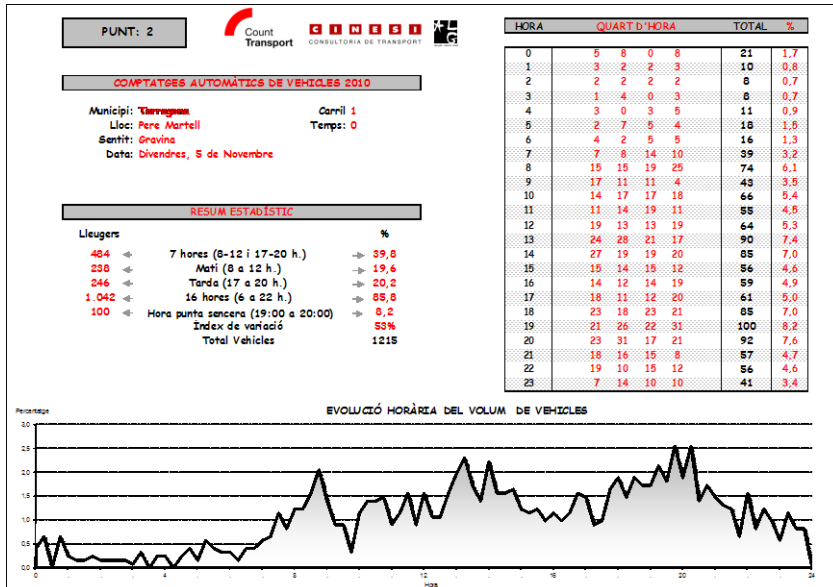 PUNT: 2
Count
Transport
CINESI
CONSULTORIA DE TRANSPORT
COMPTATGES AUTOMÀTICS DE VEHICLES 2010
Municipi: Tarragona Carril 1
Lloc: Pere Martell Temps: 0
Sentit: Gravina
Data: Divendres, 5 de Novembre
RESUM ESTADÍSTIC
Lleugers %
484 7 hores (8-12 i 17-20 h.) 39,8
238 Matí (8 a 12 h.) 19,6
246 Tarda (17 a 20 h.) 20,2
1.042 16 hores (6 a 22 h.) 85,8
100 Hora punta sencera (19:00 a 20:00) 8,2
Índex de variació 53%
Total Vehicles 1215
HORA QUART D'HORA TOTAL %
0 5 8 0 8 21 1,7
1 3 2 2 3 10 0,8
2 2 2 2 2 8 0,7
3 1 4 0 3 8 0,7
4 3 0 3 5 11 0,9
5 2 7 5 4 18 1,5
6 4 2 5 5 16 1,3
7 7 8 14 10 39 3,2
8 15 15 19 25 74 6,1
9 17 11 11 4 43 3,5
10 14 17 17 18 66 5,4
11 11 14 19 11 55 4,5
12 19 13 13 19 64 5,3
13 24 28 21 17 90 7,4
14 27 19 19 20 85 7,0
15 15 14 15 12 56 4,6
16 14 12 14 19 59 4,9
17 18 11 12 20 61 5,0
18 23 18 23 21 85 7,0
19 21 26 22 31 100 8,2
20 23 31 17 21 92 7,6
21 18 16 15 8 57 4,7
22 19 10 15 12 56 4,6
23 7 14 10 10 41 3,4
EVOLUCIÓ HORÀRIA DEL VOLUM DE VEHICLES
Percentatge
3,0
2,5
2,0
1,5
1,0
0,5
0,0
0 4 8 12 16 20 24
Hora